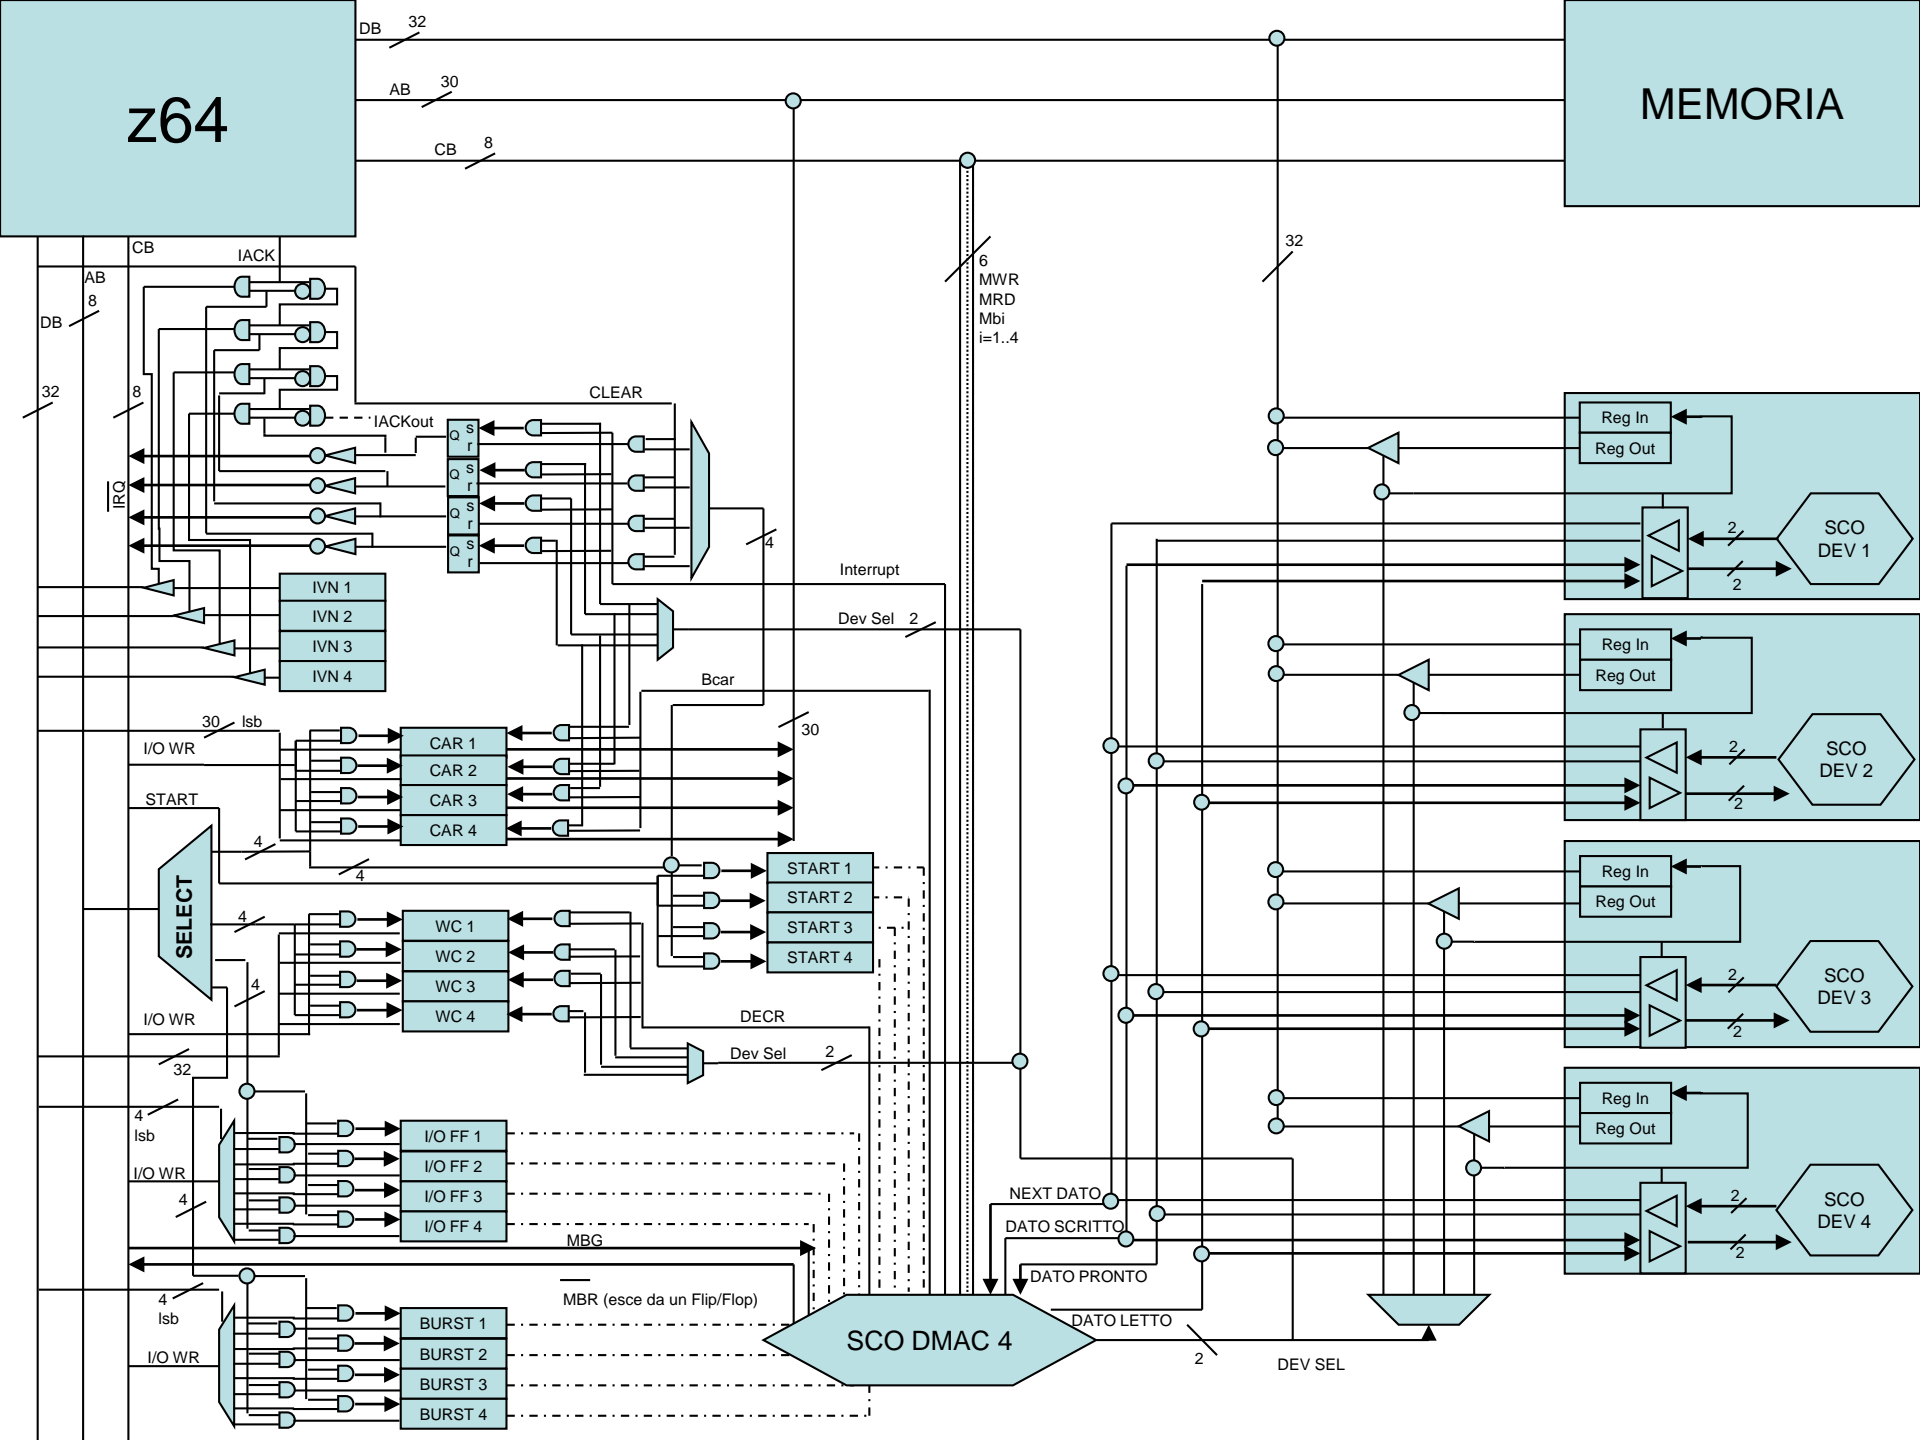 z64
DB
32
AB
30
CB
8
MEMORIA
CB
IACK
AB
8
DB
32
8
6
MWR
MRD
Mbi
i=1..4
32
CLEAR
IACKout
IRQ
Q s r
Q s r
Q s r
Q s r
4
Interrupt
Dev Sel 2
IVN 1
IVN 2
IVN 3
IVN 4
Bcar
30 lsb
I/O WR
30
CAR 1
CAR 2
CAR 3
CAR 4
START
4
4
SELECT
START 1
START 2
START 3
START 4
4
WC 1
WC 2
WC 3
WC 4
4
I/O WR
DECR
Dev Sel 2
32
4
lsb
I/O WR
4
I/O FF 1
I/O FF 2
I/O FF 3
I/O FF 4
MBG
MBR (esce da un Flip/Flop)
4
lsb
I/O WR
BURST 1
BURST 2
BURST 3
BURST 4
SCO DMAC 4
NEXT DATO
DATO SCRITTO
DATO PRONTO
DATO LETTO
2
DEV SEL
Reg In
Reg Out
2
2
SCO
DEV 1
Reg In
Reg Out
2
2
SCO
DEV 2
Reg In
Reg Out
2
2
SCO
DEV 3
Reg In
Reg Out
2
2
SCO
DEV 4